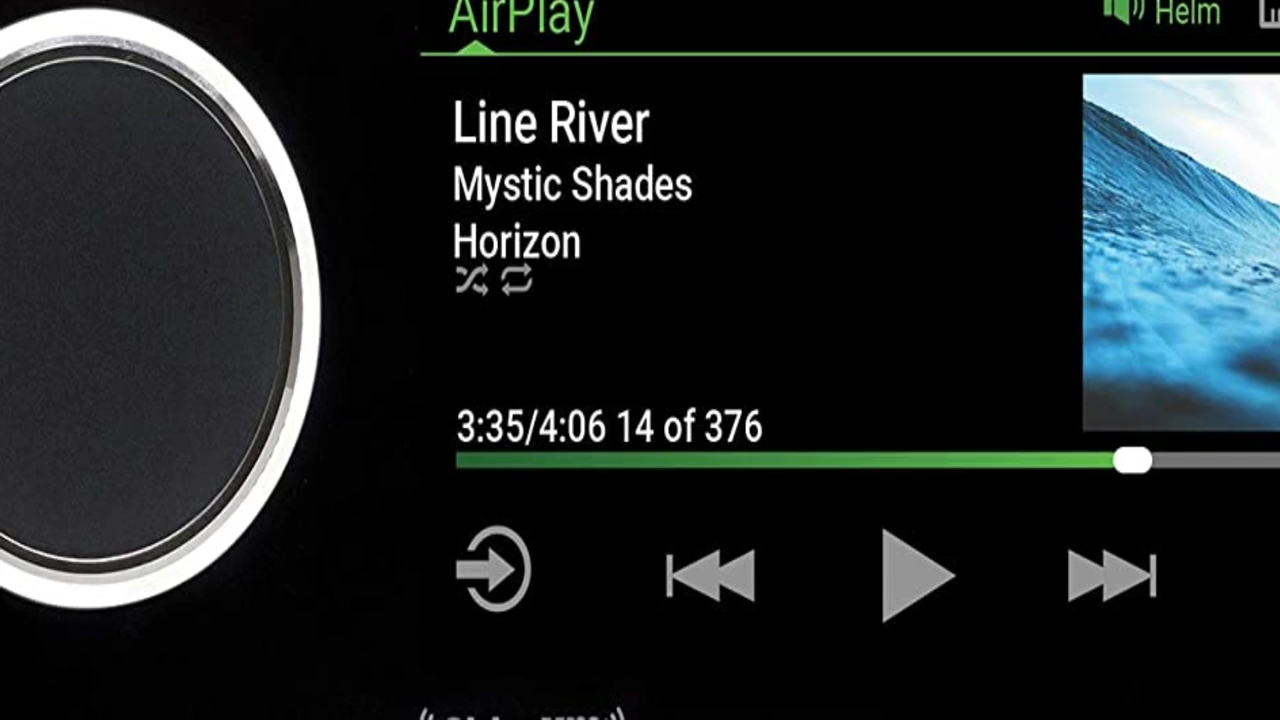 AirPlay
Helm
Line River
Mystic Shades
Horizon
3:35/4:06 14 of 376